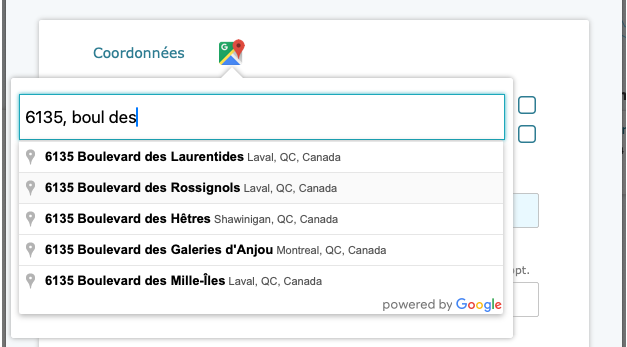 Coordonnées
6135, boul des
6135 Boulevard des Laurentides Laval, QC, Canada
6135 Boulevard des Rossignols Laval, QC, Canada
6135 Boulevard des Hêtres Shawinigan, QC, Canada
6135 Boulevard des Galeries d'Anjou Montreal, QC, Canada
6135 Boulevard des Mille-Îles Laval, QC, Canada
opt.
powered by Google